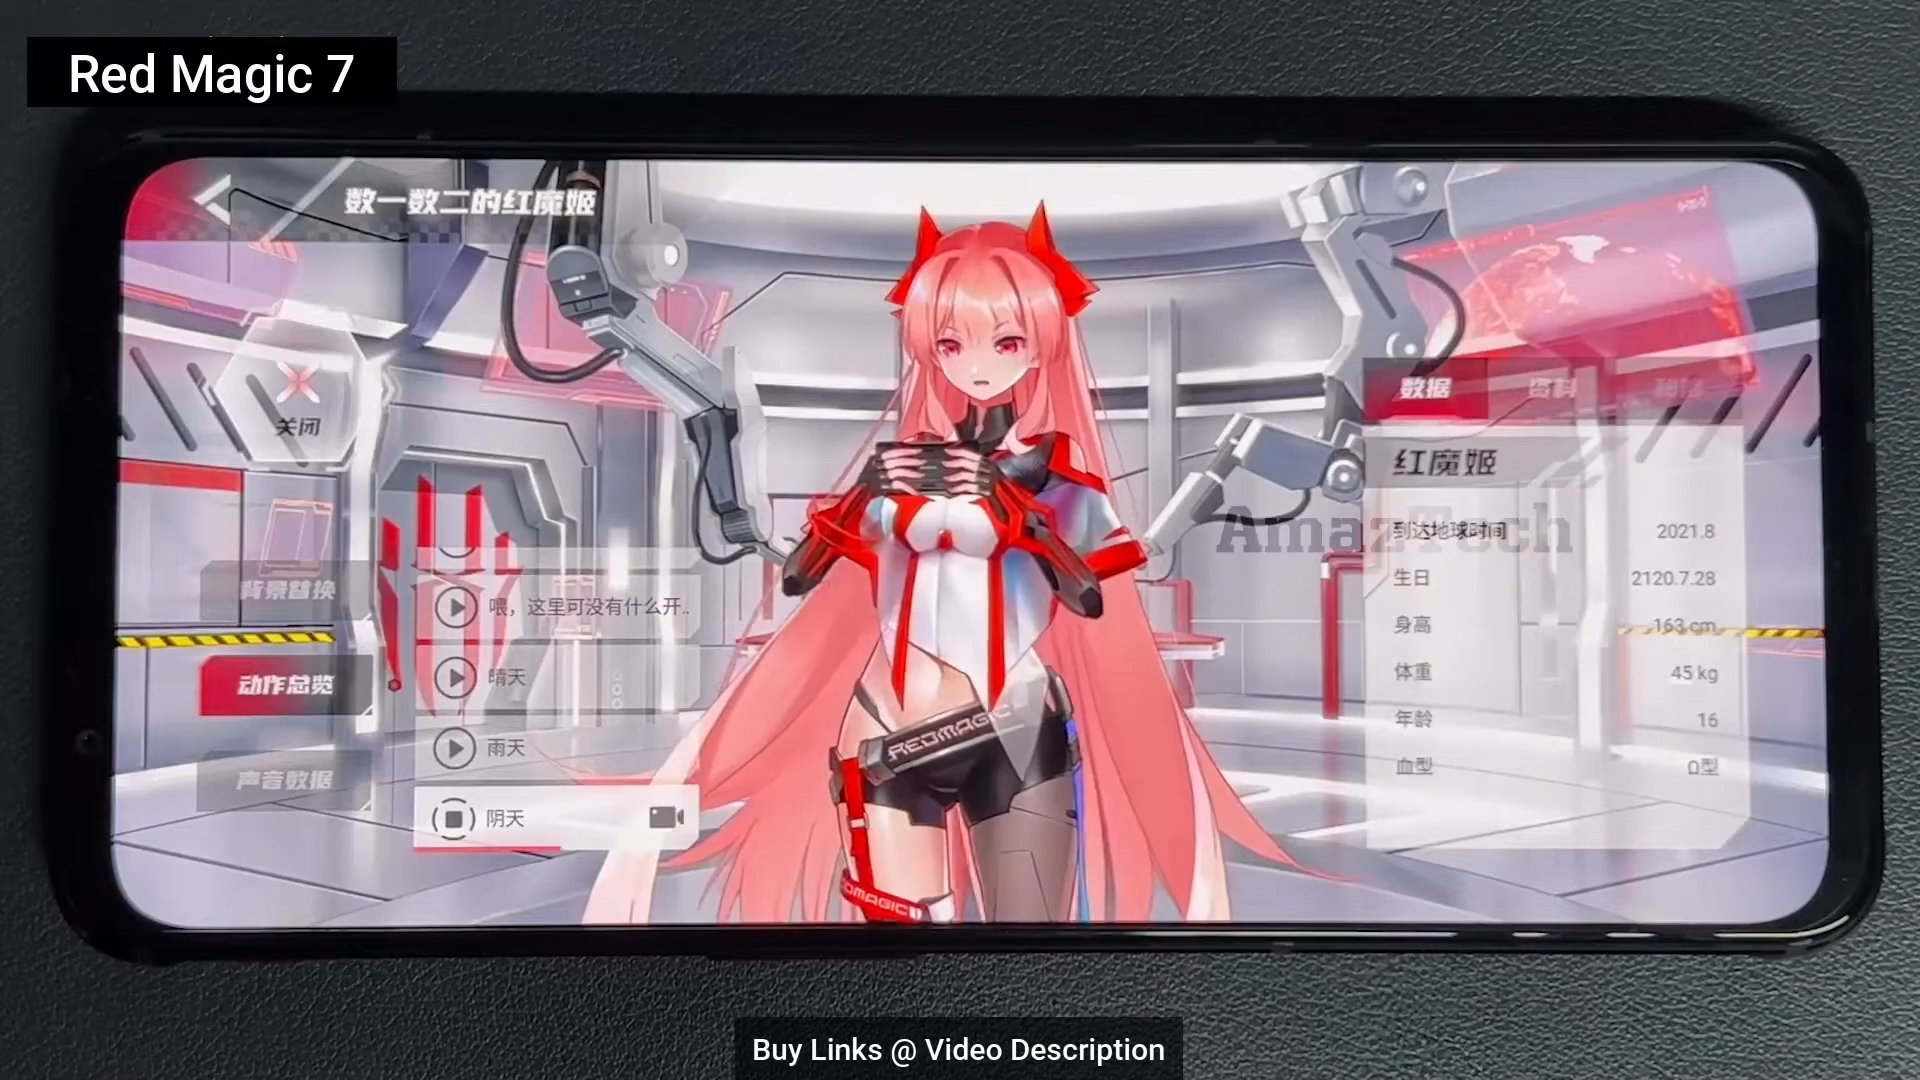 Red Magic 7
数一数二的红魔姬
关闭
背景替换
动作总览
声音数据
喂，这里可没有什么开..
晴天
雨天
阴天
REDMAGIC
数据
资料
红魔姬
AmazTech
到达地球时间 2021.8
生日 2120.7.28
身高 163 cm
体重 45 kg
年龄 16
血型 O型
Buy Links @ Video Description